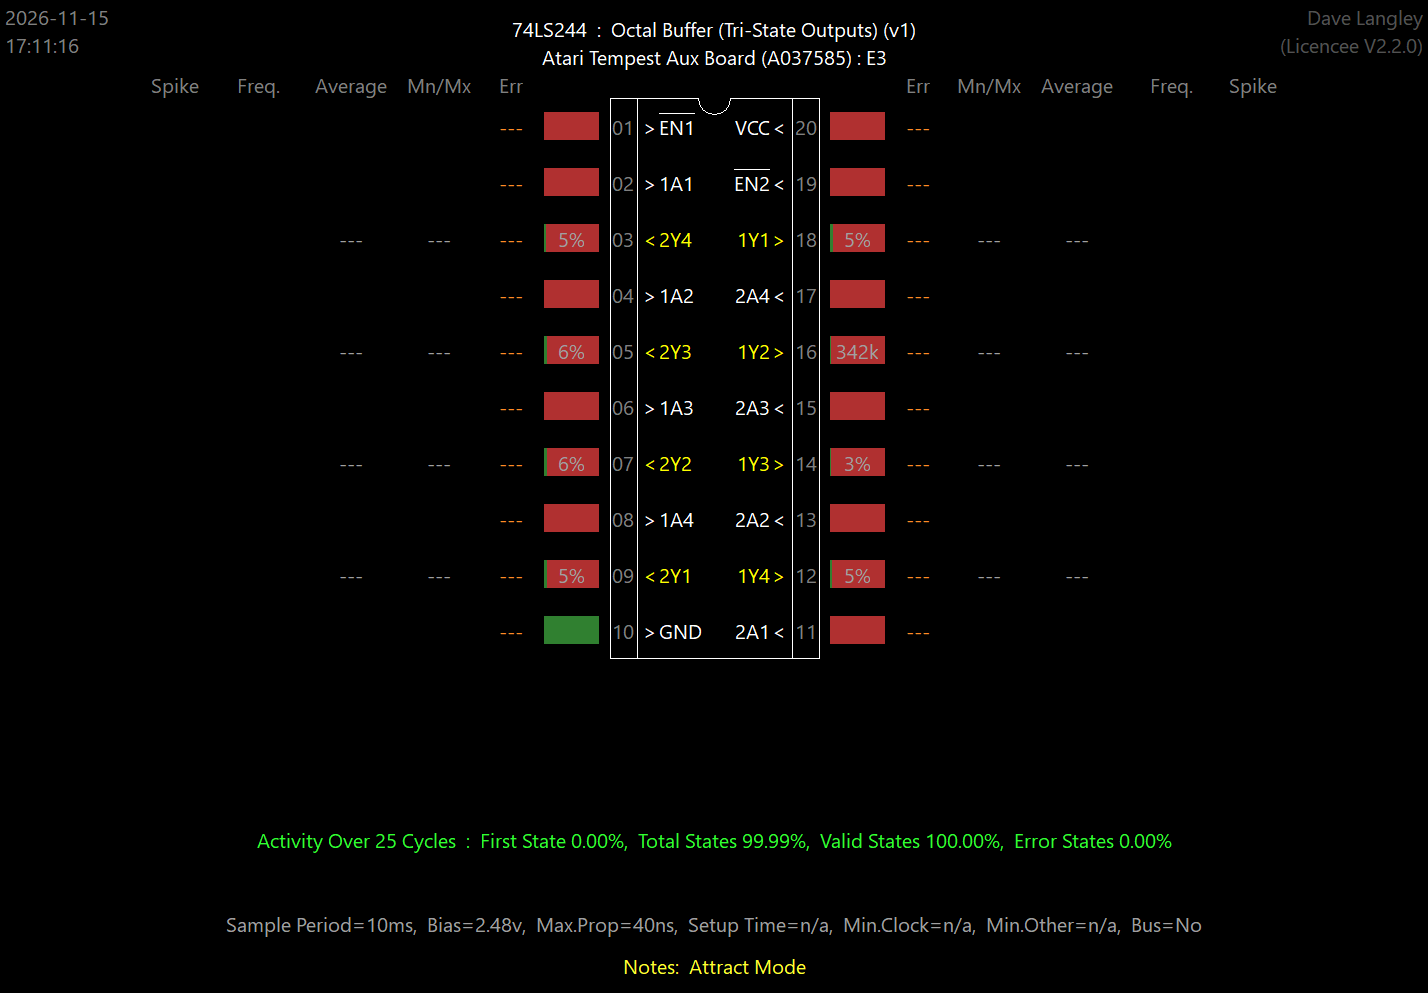 2026-11-15
17:11:16
74LS244 : Octal Buffer (Tri-State Outputs) (v1)
Atari Tempest Aux Board (A037585) : E3
Dave Langley
(Licencee V2.2.0)
Spike Freq. Average Mn/Mx Err Err Mn/Mx Average Freq. Spike
--- 01 > EN1 VCC < 20 ---
--- 02 > 1A1 EN2 < 19 ---
--- --- --- 5% 03 < 2Y4 1Y1 > 18 5% --- --- ---
--- 04 > 1A2 2A4 < 17 ---
--- --- --- 6% 05 < 2Y3 1Y2 > 16 342k --- --- ---
--- 06 > 1A3 2A3 < 15 ---
--- --- --- 6% 07 < 2Y2 1Y3 > 14 3% --- --- ---
--- 08 > 1A4 2A2 < 13 ---
--- --- --- 5% 09 < 2Y1 1Y4 > 12 5% --- --- ---
--- 10 > GND 2A1 < 11 ---
Activity Over 25 Cycles : First State 0.00%, Total States 99.99%, Valid States 100.00%, Error States 0.00%
Sample Period=10ms, Bias=2.48v, Max.Prop=40ns, Setup Time=n/a, Min.Clock=n/a, Min.Other=n/a, Bus=No
Notes: Attract Mode